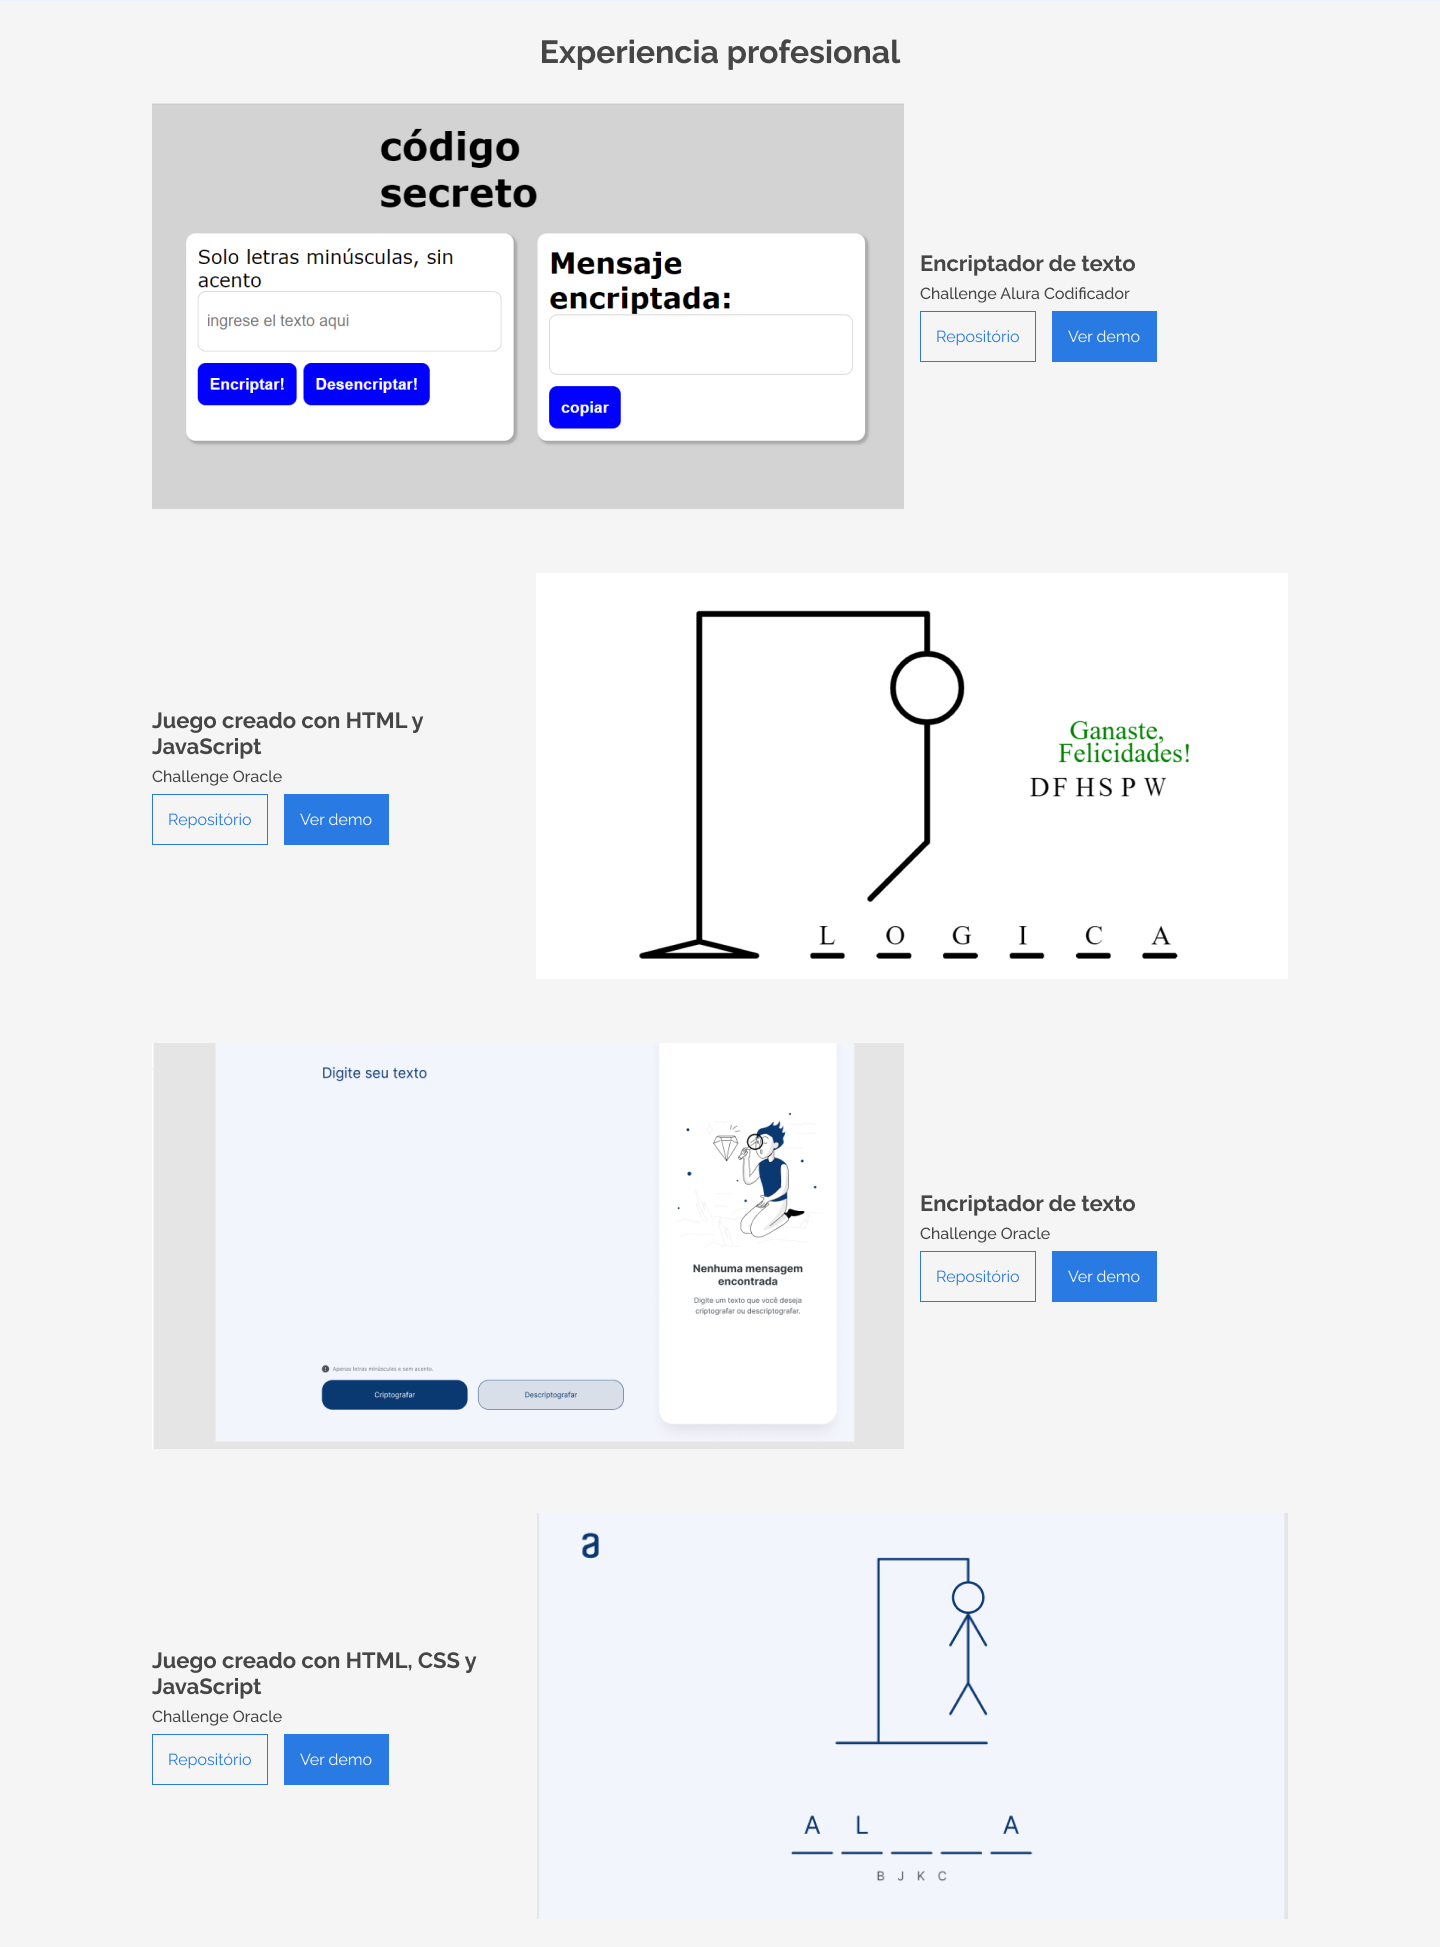 Experiencia profesional
código
secreto
Solo letras minúsculas, sin
acento
ingrese el texto aqui
Encriptar! Desencriptar!
Mensaje
encriptada:
copiar
Encriptador de texto
Challenge Alura Codificador
Repositório Ver demo
Juego creado con HTML y
JavaScript
Challenge Oracle
Repositório Ver demo
Ganaste,
Felicidades!
D F H S P W
L O G I C A
Digite seu texto
Apenas letras minúsculas e sem acento.
Criptografar Descriptografar
Nenhuma mensagem
encontrada
Digite um texto que você deseja
criptografar ou descriptografar.
Encriptador de texto
Challenge Oracle
Repositório Ver demo
Juego creado con HTML, CSS y
JavaScript
Challenge Oracle
Repositório Ver demo
a
A L A
B J K C